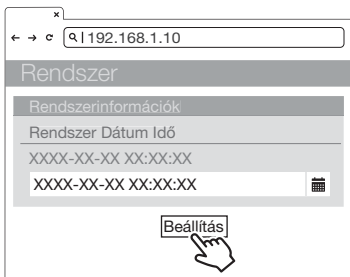 192.168.1.10
Rendszer
Rendszerinformációk
Rendszer Dátum Idő
XXXX-XX-XX XX:XX:XX
XXXX-XX-XX XX:XX:XX
Beállítás